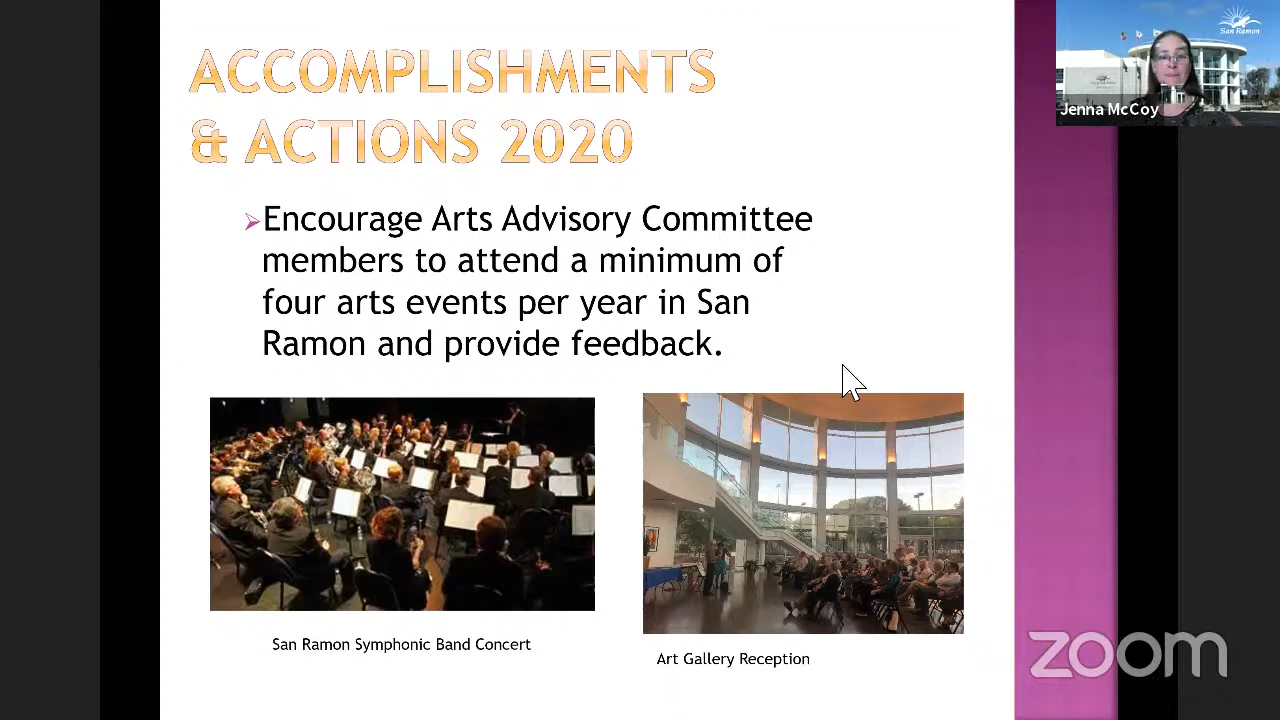 ACCOMPLISHMENTS
& ACTIONS 2020
Encourage Arts Advisory Committee
members to attend a minimum of
four arts events per year in San
Ramon and provide feedback.
San Ramon Symphonic Band Concert
Art Gallery Reception
San Ramon
Jenna McCoy
zoom